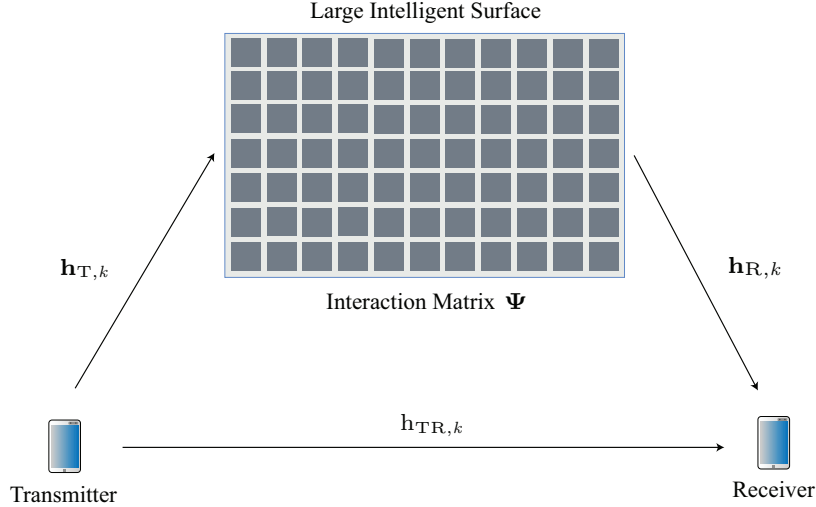 Large Intelligent Surface
h_{T,k}
h_{R,k}
Interaction Matrix Ψ
h_{TR,k}
Transmitter
Receiver